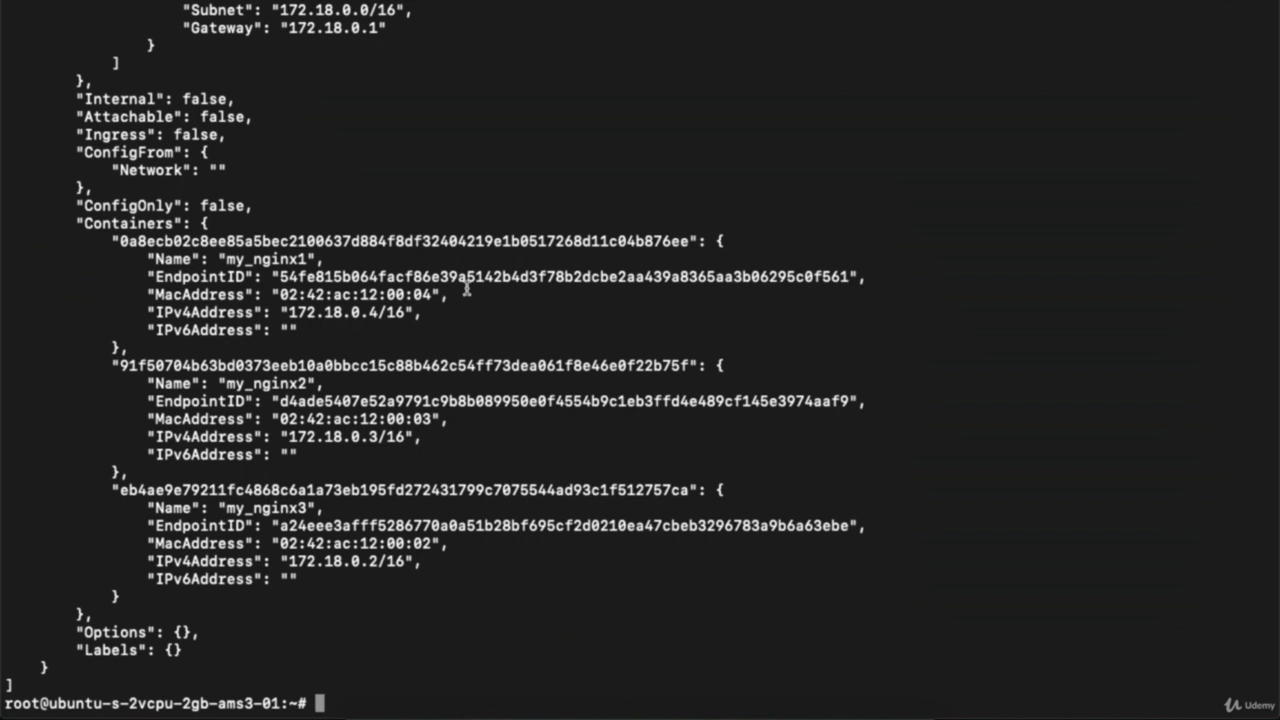 "Subnet": "172.18.0.0/16",
"Gateway": "172.18.0.1"
}
]
},
"Internal": false,
"Attachable": false,
"Ingress": false,
"ConfigFrom": {
"Network": ""
},
"ConfigOnly": false,
"Containers": {
"0a8ecb02c8ee85a5bec2100637d884f8df32404219e1b0517268d11c04b876ee": {
"Name": "my_nginx1",
"EndpointID": "54fe815b064facf86e39a5142b4d3f78b2dcbe2aa439a8365aa3b06295c0f561",
"MacAddress": "02:42:ac:12:00:04",
"IPv4Address": "172.18.0.4/16",
"IPv6Address": ""
},
"91f50704b63bd0373eeb10a0bbcc15c88b462c54ff73dea061f8e46e0f22b75f": {
"Name": "my_nginx2",
"EndpointID": "d4ade5407e52a9791c9b8b089950e0f4554b9c1eb3ffd4e489cf145e3974aaf9",
"MacAddress": "02:42:ac:12:00:03",
"IPv4Address": "172.18.0.3/16",
"IPv6Address": ""
},
"eb4ae9e79211fc4868c6a1a73eb195fd272431799c7075544ad93c1f512757ca": {
"Name": "my_nginx3",
"EndpointID": "a24eee3afff5286770a0a51b28bf695cf2d0210ea47cbeb3296783a9b6a63ebe",
"MacAddress": "02:42:ac:12:00:02",
"IPv4Address": "172.18.0.2/16",
"IPv6Address": ""
}
},
"Options": {},
"Labels": {}
}
]
root@ubuntu-s-2vcpu-2gb-ams3-01:~#
Udemy